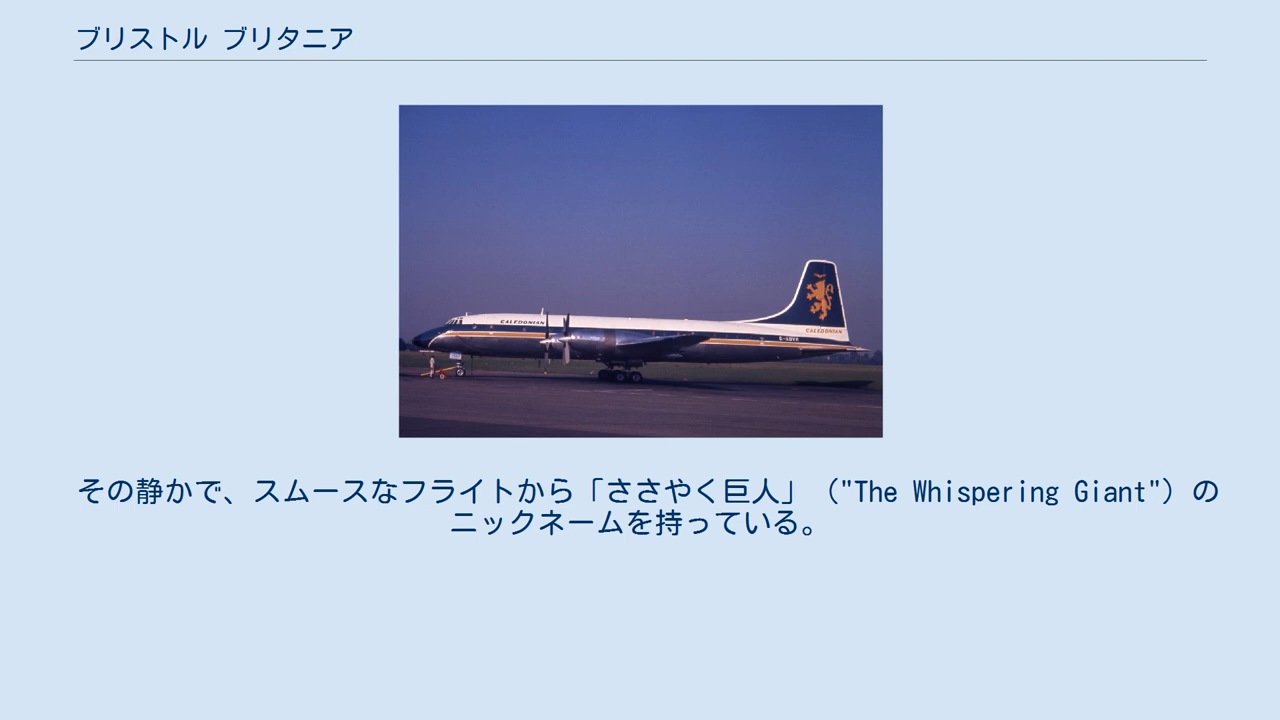 ブリストル ブリタニア
CALEDONIAN
CALEDONIAN
その静かで、スムースなフライトから「ささやく巨人」（"The Whispering Giant"）の
ニックネームを持っている。